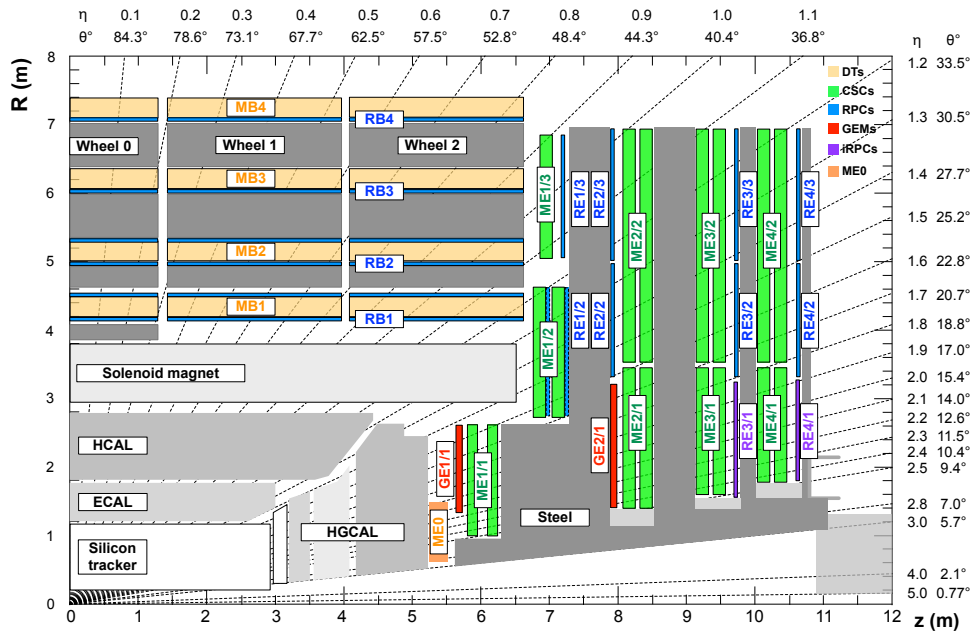 η 0.1 0.2 0.3 0.4 0.5 0.6 0.7 0.8 0.9 1.0 1.1
θ° 84.3° 78.6° 73.1° 67.7° 62.5° 57.5° 52.8° 48.4° 44.3° 40.4° 36.8° η θ°
R (m)
8
7
6
5
4
3
2
1
0
1.2 33.5°
1.3 30.5°
1.4 27.7°
1.5 25.2°
1.6 22.8°
1.7 20.7°
1.8 18.8°
1.9 17.0°
2.0 15.4°
2.1 14.0°
2.2 12.6°
2.3 11.5°
2.4 10.4°
2.5 9.4°
2.8 7.0°
3.0 5.7°
4.0 2.1°
5.0 0.77°
DTs
CSCs
RPCs
GEMs
iRPCs
ME0
MB4
RB4
Wheel 0
Wheel 1
Wheel 2
MB3
RB3
MB2
RB2
MB1
RB1
Solenoid magnet
HCAL
ECAL
Silicon
tracker
HGCAL
Steel
ME0
GE1/1
ME1/1
ME1/2
ME1/3
RE1/3
RE2/3
RE1/2
RE2/2
GE2/1
ME2/2
ME2/1
ME3/2
ME3/1
RE3/3
RE3/2
RE3/1
ME4/2
ME4/1
RE4/3
RE4/2
RE4/1
0 1 2 3 4 5 6 7 8 9 10 11 12
z (m)